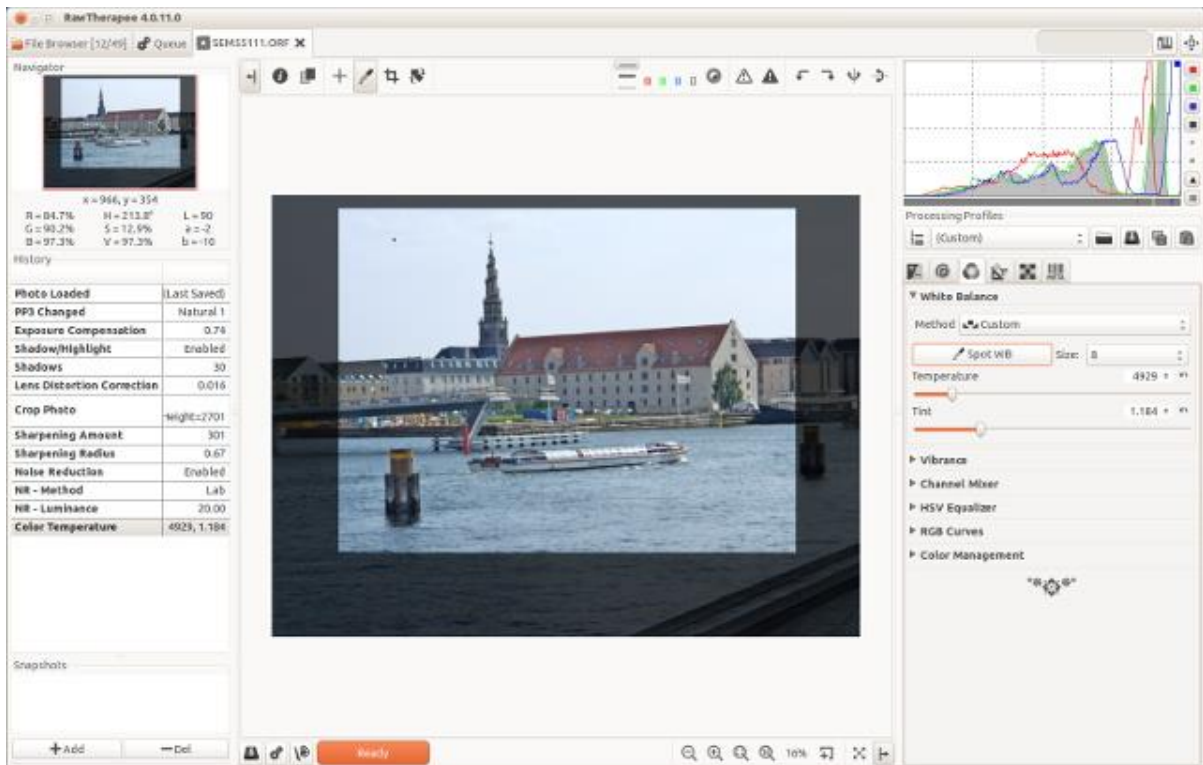 RawTherapee 4.0.11.0
File Browser [12/49] Queue SEM55111.ORF
Navigator
x = 966, y = 354
R = 84.7% H = 213.8° L = 90
G = 90.2% S = 12.9% a = -2
B = 97.3% V = 97.3% b = -10
History
Photo Loaded (Last Saved)
PP3 Changed Natural 1
Exposure Compensation 0.74
Shadow/Highlight Enabled
Shadows 30
Lens Distortion Correction 0.016
Crop Photo height=2701
Sharpening Amount 301
Sharpening Radius 0.67
Noise Reduction Enabled
NR - Method Lab
NR - Luminance 20.00
Color Temperature 4929, 1.184
Snapshots
Add Del
Ready
16%
Processing Profiles
(Custom)
White Balance
Method Custom
Spot WB Size: 8
Temperature 4929
Tint 1.184
Vibrance
Channel Mixer
HSV Equalizer
RGB Curves
Color Management